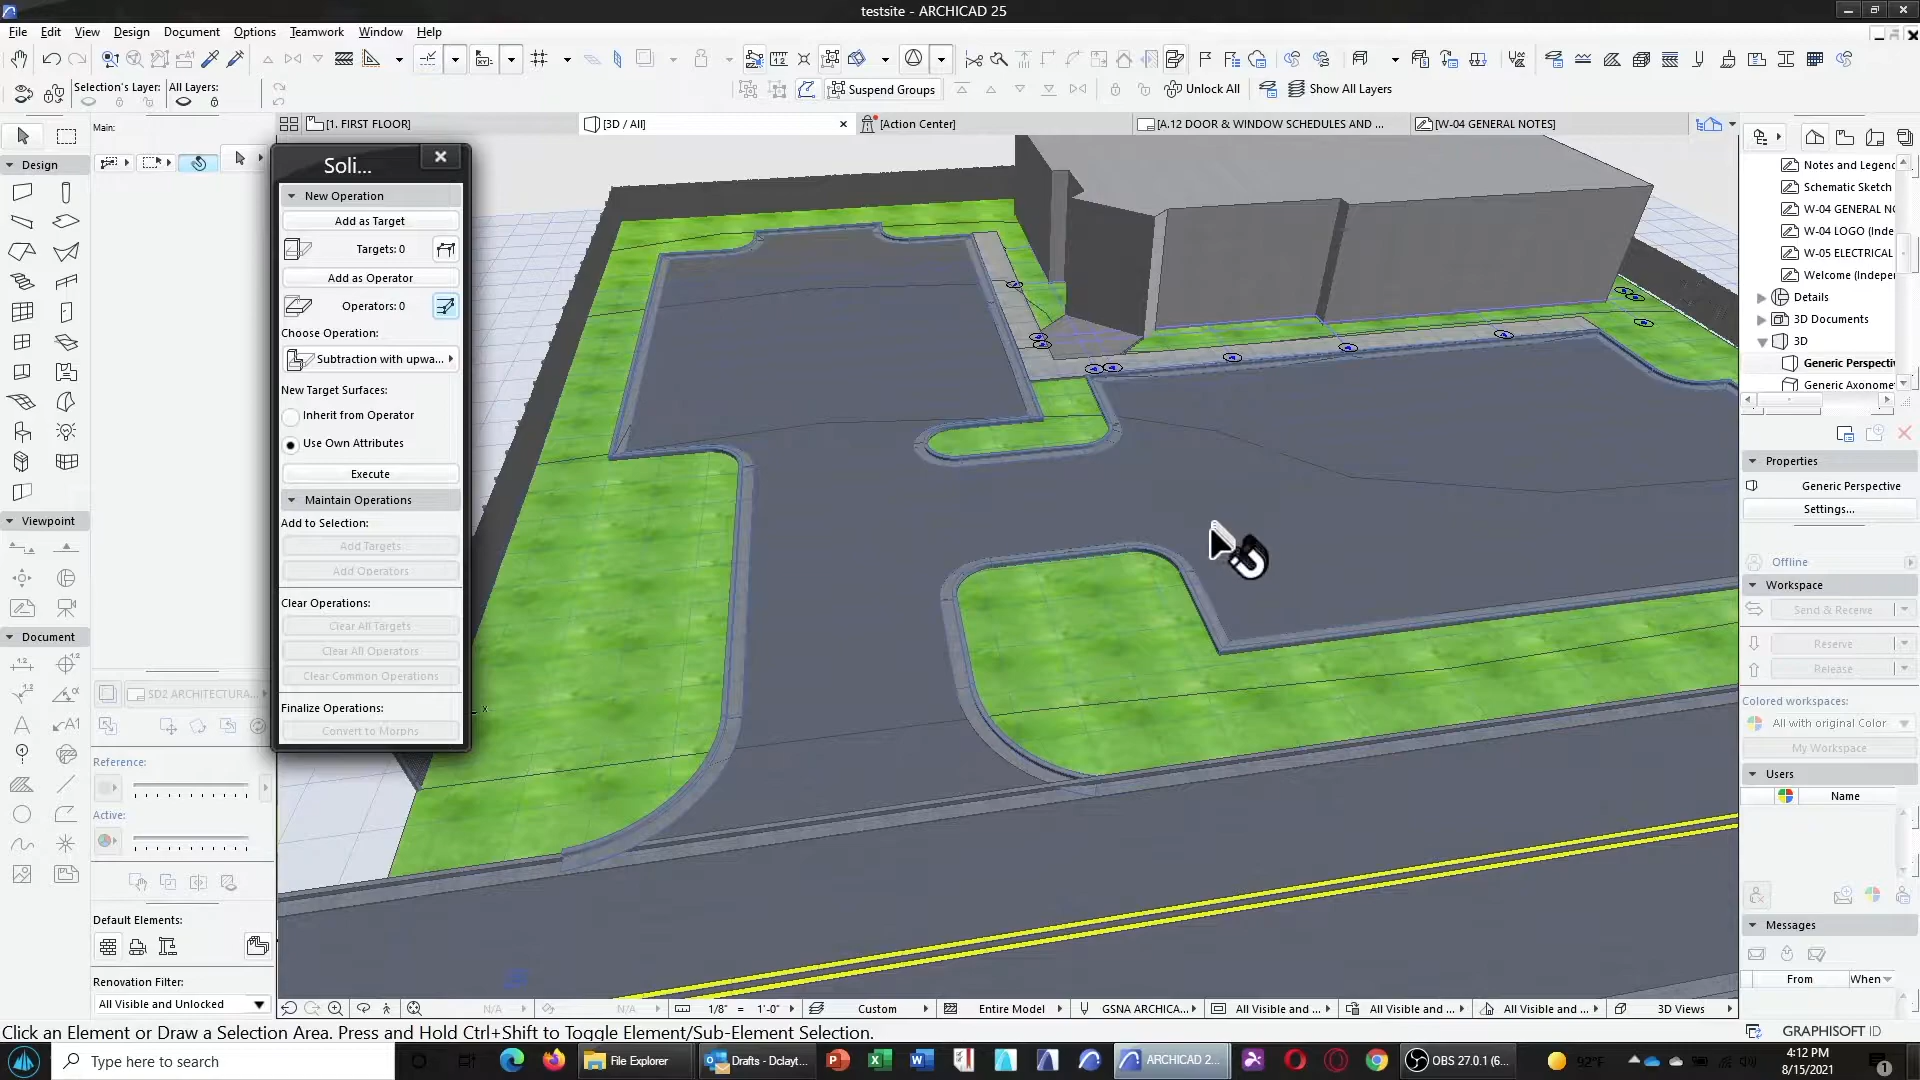 testsite - ARCHICAD 25
File Edit View Design Document Options Teamwork Window Help
Selection's Layer: All Layers:
Suspend Groups Unlock All Show All Layers
Main:
[1. FIRST FLOOR] [3D / All] [Action Center] [A.12 DOOR & WINDOW SCHEDULES AND ... [W-04 GENERAL NOTES]
Design
Soli...
New Operation
Add as Target
Targets: 0
Add as Operator
Operators: 0
Choose Operation:
Subtraction with upwa...
New Target Surfaces:
Inherit from Operator
Use Own Attributes
Execute
Maintain Operations
Add to Selection:
Add Targets
Add Operators
Clear Operations:
Clear All Targets
Clear All Operators
Clear Common Operations
Finalize Operations:
Convert to Morphs
Viewpoint
Document
SD2 ARCHITECTURA...
Reference:
Active:
Default Elements:
Renovation Filter:
All Visible and Unlocked
x
Notes and Legend
Schematic Sketch
W-04 GENERAL NO
W-04 LOGO (Inde
W-05 ELECTRICAL
Welcome (Indeper
Details
3D Documents
3D
Generic Perspecti
Generic Axonome
Properties
Generic Perspective
Settings...
Offline
Workspace
Send & Receive
Reserve
Release
Colored workspaces:
All with original Color
My Workspace
Users
Name
Messages
From When
N/A N/A 1/8" = 1'-0" Custom Entire Model GSNA ARCHICA... All Visible and ... All Visible and ... All Visible and ... 3D Views
Click an Element or Draw a Selection Area. Press and Hold Ctrl+Shift to Toggle Element/Sub-Element Selection.
GRAPHISOFT ID
Type here to search
File Explorer
Drafts - Dclayt...
ARCHICAD 2...
OBS 27.0.1 (6...
92°F
4:12 PM
8/15/2021
1